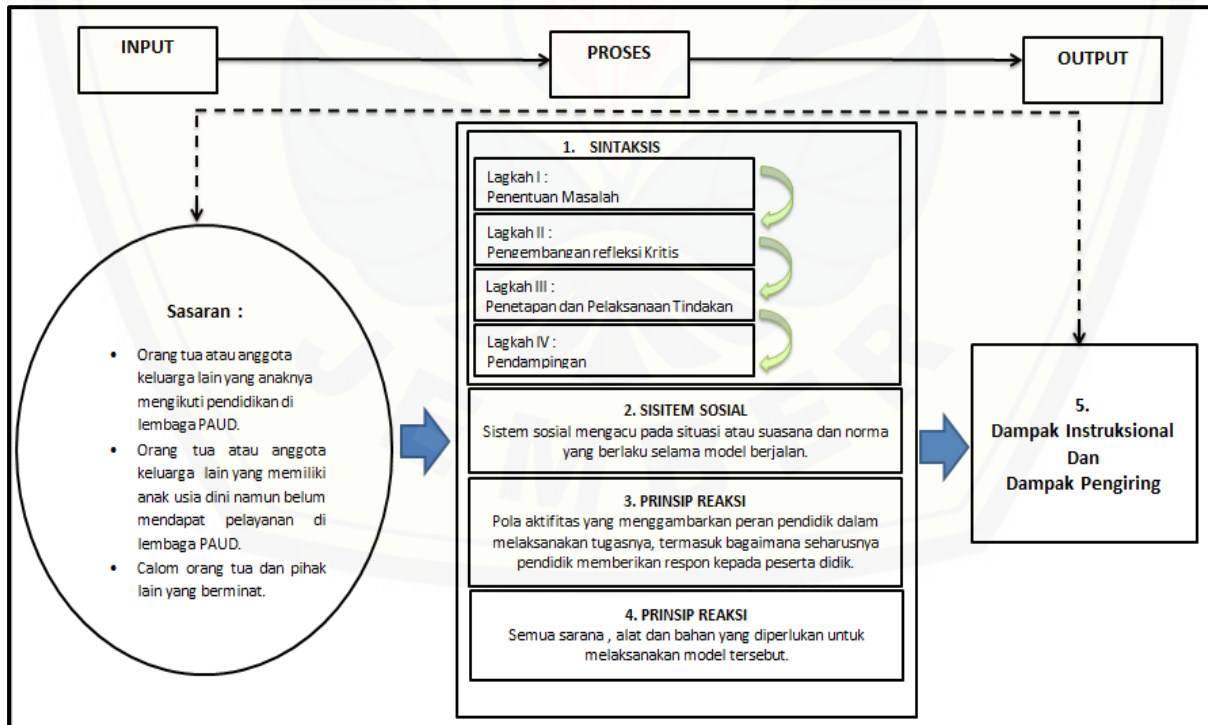 INPUT
PROSES
OUTPUT
Sasaran :
• Orang tua atau anggota
keluarga lain yang anaknya
mengikuti pendidikan di
lembaga PAUD.
• Orang tua atau anggota
keluarga lain yang memiliki
anak usia dini namun belum
mendapat pelayanan di
lembaga PAUD.
• Calom orang tua dan pihak
lain yang berminat.
1. SINTAKSIS
Lagkah I :
Penentuan Masalah
Lagkah II :
Pengembangan refleksi Kritis
Lagkah III :
Penetapan dan Pelaksanaan Tindakan
Lagkah IV :
Pendampingan
2. SISITEM SOSIAL
Sistem sosial mengacu pada situasi atau suasana dan norma
yang berlaku selama model berjalan.
3. PRINSIP REAKSI
Pola aktifitas yang menggambarkan peran pendidik dalam
melaksanakan tugasnya, termasuk bagaimana seharusnya
pendidik memberikan respon kepada peserta didik.
4. PRINSIP REAKSI
Semua sarana , alat dan bahan yang diperlukan untuk
melaksanakan model tersebut.
5.
Dampak Instruksional
Dan
Dampak Pengiring
JEMBER